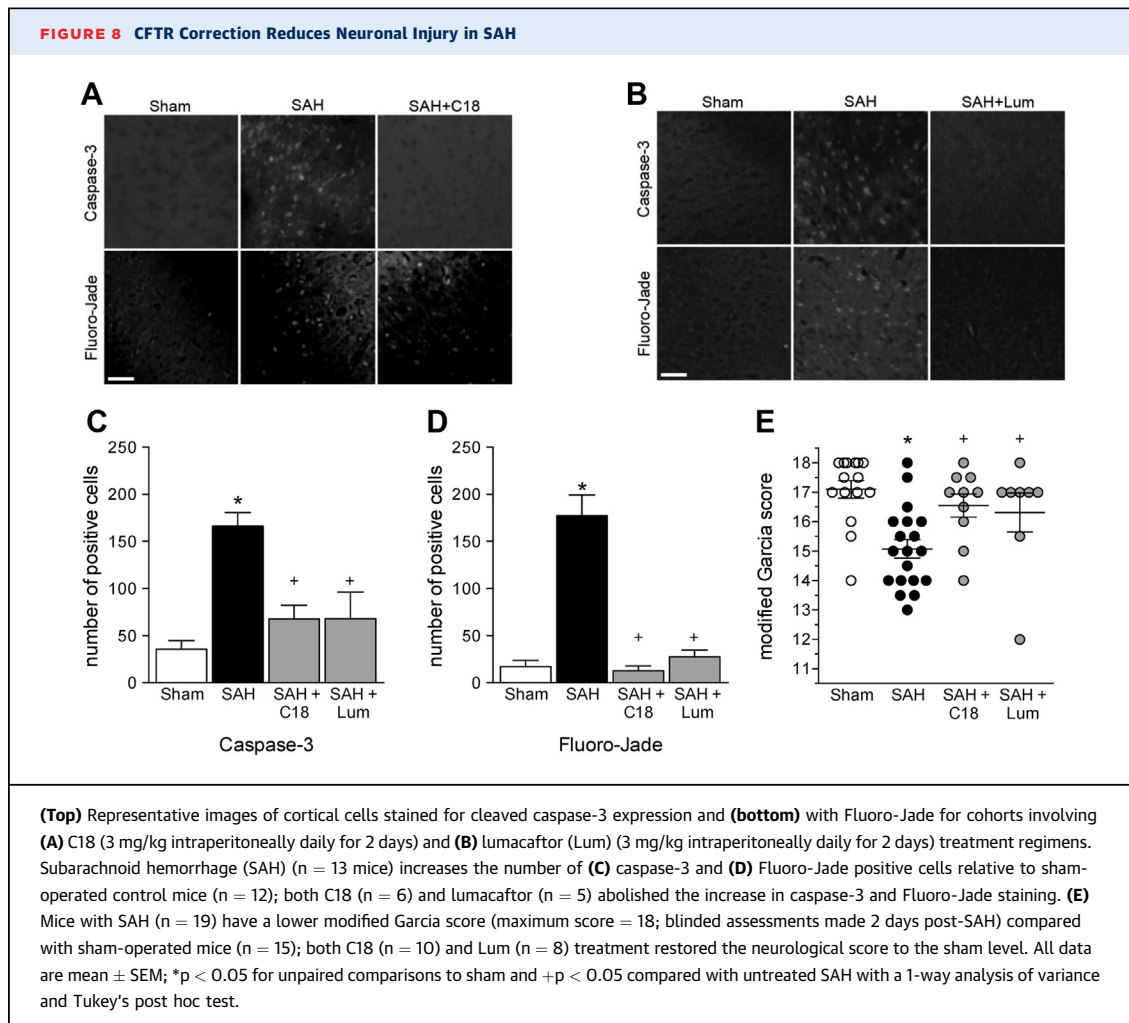 FIGURE 8 CFTR Correction Reduces Neuronal Injury in SAH
A
Sham SAH SAH+C18
Caspase-3
Fluoro-Jade
B
Sham SAH SAH+Lum
Caspase-3
Fluoro-Jade
C
number of positive cells
250
200
150
100
50
0
*
+
+
Sham SAH SAH + C18 SAH + Lum
Caspase-3
D
number of positive cells
250
200
150
100
50
0
*
+
+
Sham SAH SAH + C18 SAH + Lum
Fluoro-Jade
E
modified Garcia score
18
17
16
15
14
13
12
11
*
+
+
Sham SAH SAH + C18 SAH + Lum
(Top) Representative images of cortical cells stained for cleaved caspase-3 expression and (bottom) with Fluoro-Jade for cohorts involving
(A) C18 (3 mg/kg intraperitoneally daily for 2 days) and (B) lumacaftor (Lum) (3 mg/kg intraperitoneally daily for 2 days) treatment regimens.
Subarachnoid hemorrhage (SAH) (n = 13 mice) increases the number of (C) caspase-3 and (D) Fluoro-Jade positive cells relative to sham-
operated control mice (n = 12); both C18 (n = 6) and lumacaftor (n = 5) abolished the increase in caspase-3 and Fluoro-Jade staining. (E)
Mice with SAH (n = 19) have a lower modified Garcia score (maximum score = 18; blinded assessments made 2 days post-SAH) compared
with sham-operated mice (n = 15); both C18 (n = 10) and Lum (n = 8) treatment restored the neurological score to the sham level. All data
are mean ± SEM; *p < 0.05 for unpaired comparisons to sham and +p < 0.05 compared with untreated SAH with a 1-way analysis of variance
and Tukey's post hoc test.